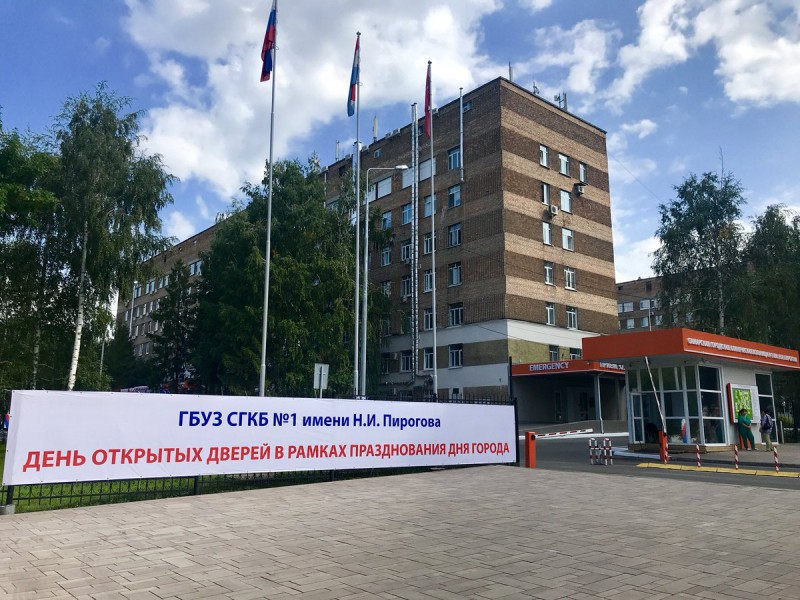 ГБУЗ СГКБ №1 имени Н.И. Пирогова
ДЕНЬ ОТКРЫТЫХ ДВЕРЕЙ В РАМКАХ ПРАЗДНОВАНИЯ ДНЯ ГОРОДА
EMERGENCY